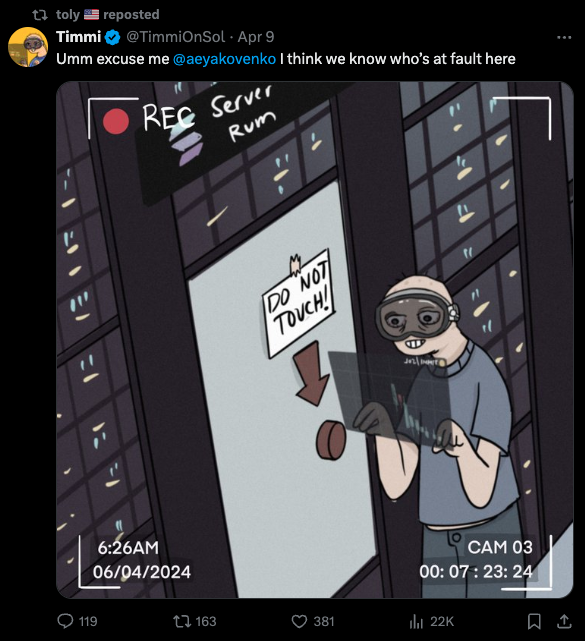 toly 🇺🇸 reposted
Timmi @TimmiOnSol · Apr 9
Umm excuse me @aeyakovenko I think we know who's at fault here
REC
Server
Rum
DO NOT
TOUCH!
6:26AM
06/04/2024
CAM 03
00: 07 : 23: 24
119
163
381
22K